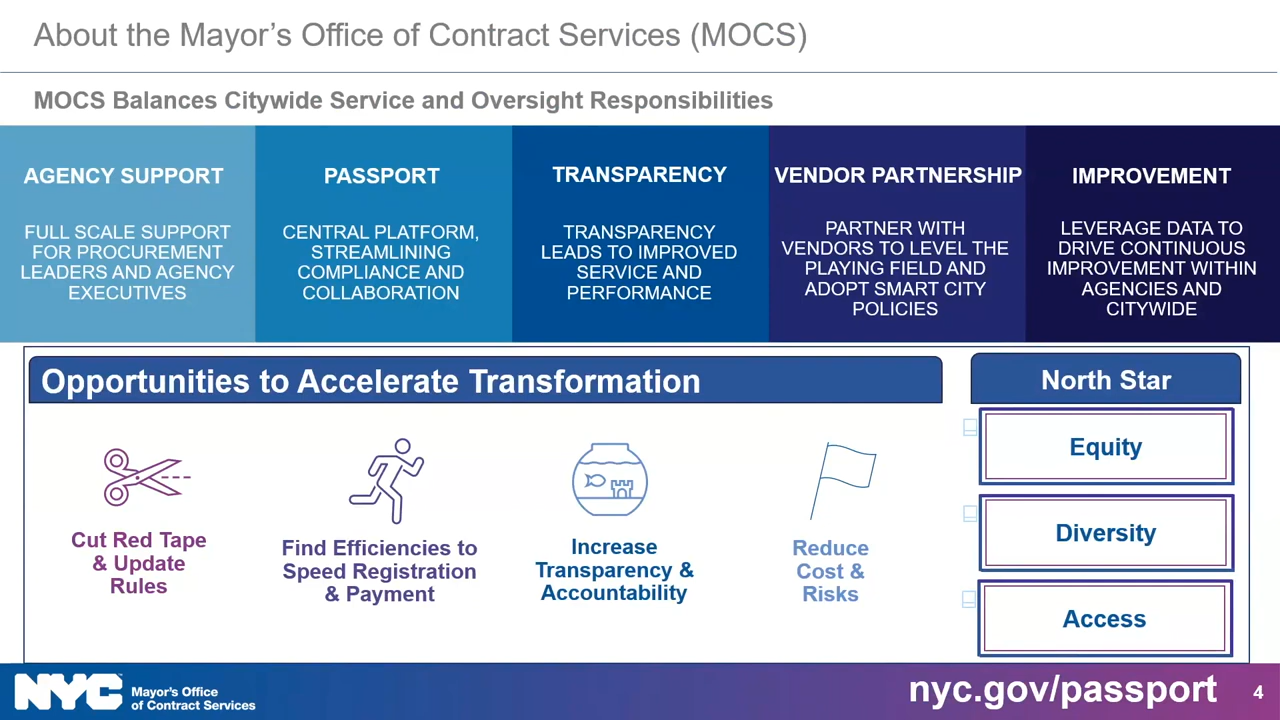 About the Mayor’s Office of Contract Services (MOCS)
MOCS Balances Citywide Service and Oversight Responsibilities
AGENCY SUPPORT
FULL SCALE SUPPORT
FOR PROCUREMENT
LEADERS AND AGENCY
EXECUTIVES
PASSPORT
CENTRAL PLATFORM,
STREAMLINING
COMPLIANCE AND
COLLABORATION
TRANSPARENCY
TRANSPARENCY
LEADS TO IMPROVED
SERVICE AND
PERFORMANCE
VENDOR PARTNERSHIP
PARTNER WITH
VENDORS TO LEVEL THE
PLAYING FIELD AND
ADOPT SMART CITY
POLICIES
IMPROVEMENT
LEVERAGE DATA TO
DRIVE CONTINUOUS
IMPROVEMENT WITHIN
AGENCIES AND
CITYWIDE
Opportunities to Accelerate Transformation
Cut Red Tape
& Update
Rules
Find Efficiencies to
Speed Registration
& Payment
Increase
Transparency &
Accountability
Reduce
Cost &
Risks
North Star
Equity
Diversity
Access
NYC
Mayor’s Office
of Contract Services
nyc.gov/passport
4